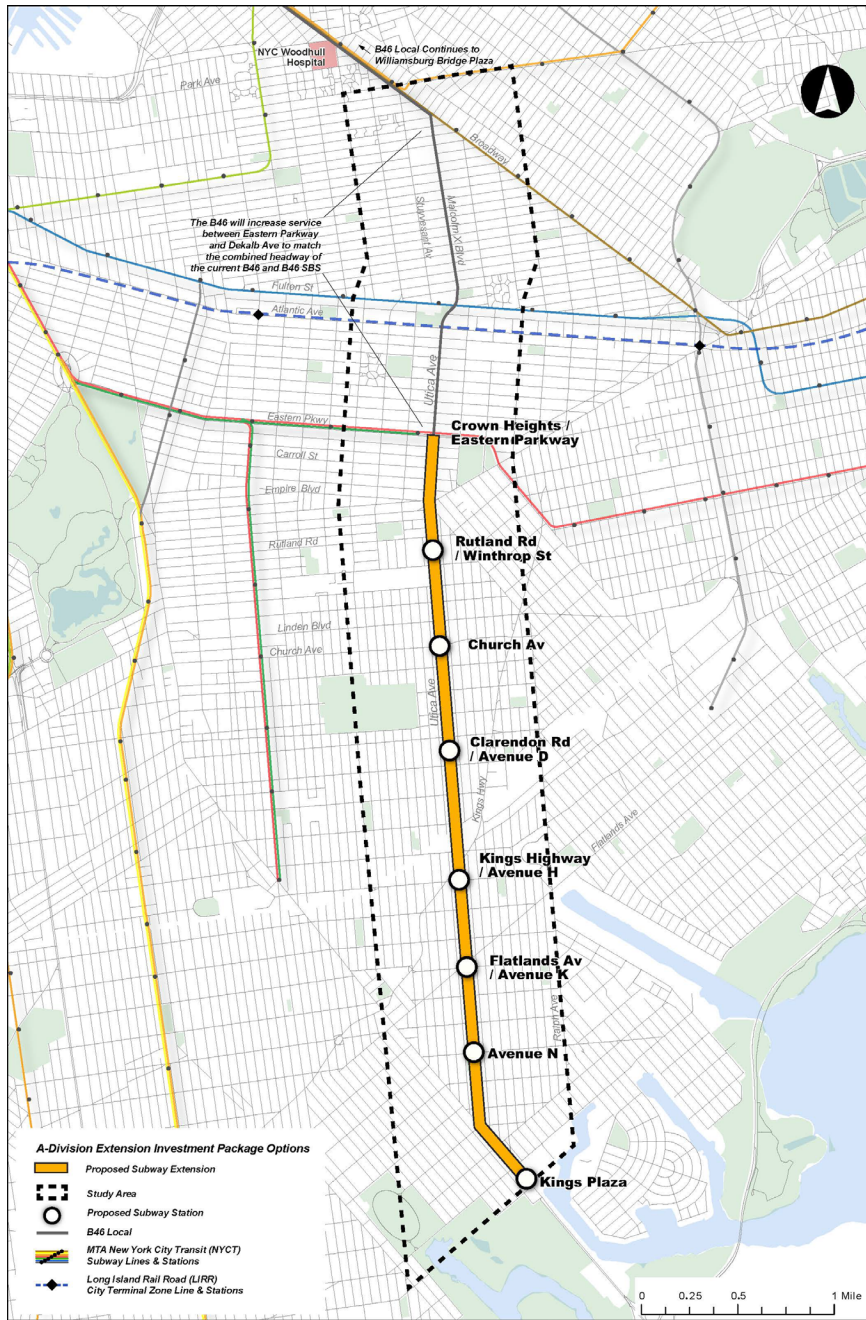 NYC Woodhull
Hospital
B46 Local Continues to
Williamsburg Bridge Plaza
Park Ave
Broadway
The B46 will increase service
between Eastern Parkway
and Dekalb Ave to match
the combined headway of
the current B46 and B46 SBS
Stuyvesant Av
Malcolm X Blvd
Fulton St
Atlantic Ave
Utica Ave
Eastern Pkwy
Crown Heights /
Eastern Parkway
Carroll St
Empire Blvd
Rutland Rd
Rutland Rd
/ Winthrop St
Linden Blvd
Church Ave
Church Av
Utica Ave
Clarendon Rd
/ Avenue D
Kings Hwy
Flatlands Ave
Kings Highway
/ Avenue H
Flatlands Av
/ Avenue K
Ralph Ave
Avenue N
Kings Plaza
A-Division Extension Investment Package Options
Proposed Subway Extension
Study Area
Proposed Subway Station
B46 Local
MTA New York City Transit (NYCT)
Subway Lines & Stations
Long Island Rail Road (LIRR)
City Terminal Zone Line & Stations
0 0.25 0.5 1 Mile